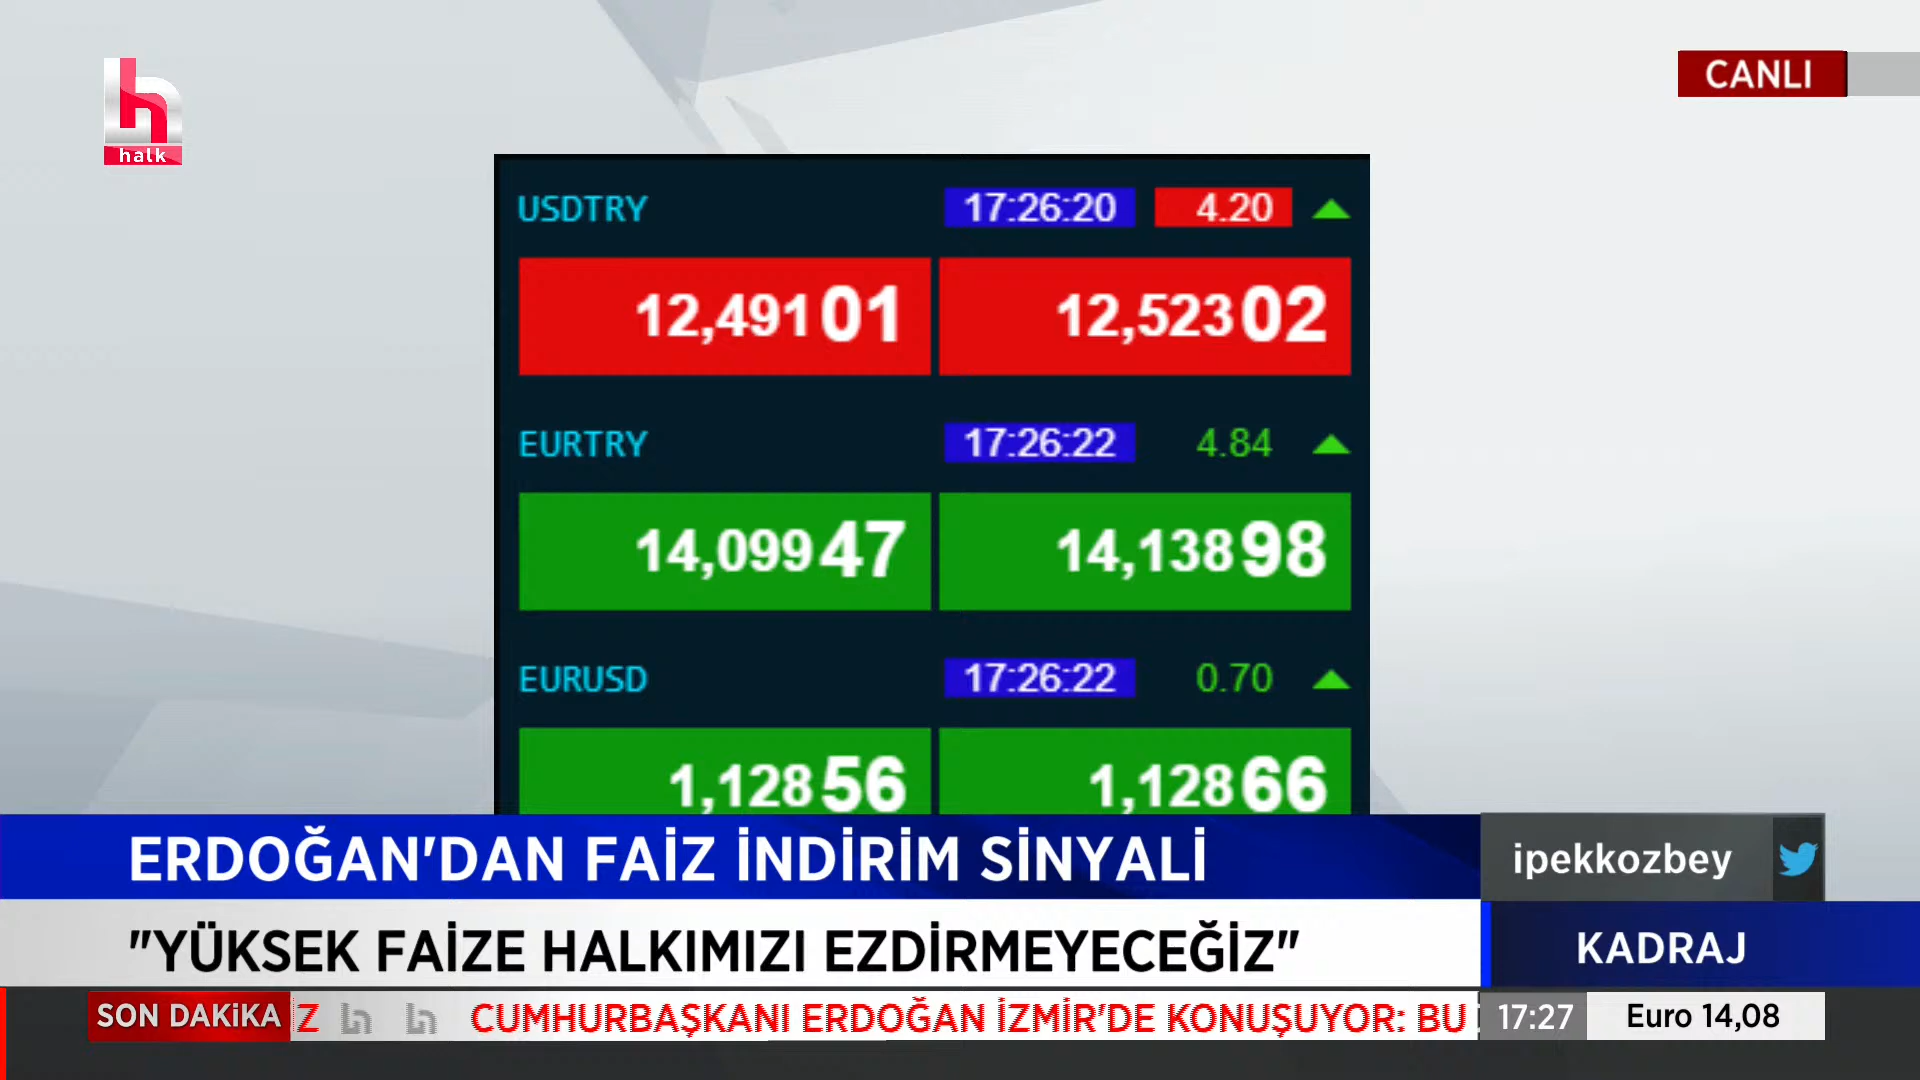 halk
CANLI
USDTRY 17:26:20 4.20
12,49101 12,52302
EURTRY 17:26:22 4.84
14,09947 14,13898
EURUSD 17:26:22 0.70
1,12856 1,12866
ERDOĞAN'DAN FAİZ İNDİRİM SİNYALİ
ipekkozbey
"YÜKSEK FAİZE HALKIMIZI EZDİRMEYECEĞİZ"
KADRAJ
SON DAKİKA Z CUMHURBAŞKANI ERDOĞAN İZMİR'DE KONUŞUYOR: BU 17:27 Euro 14,08